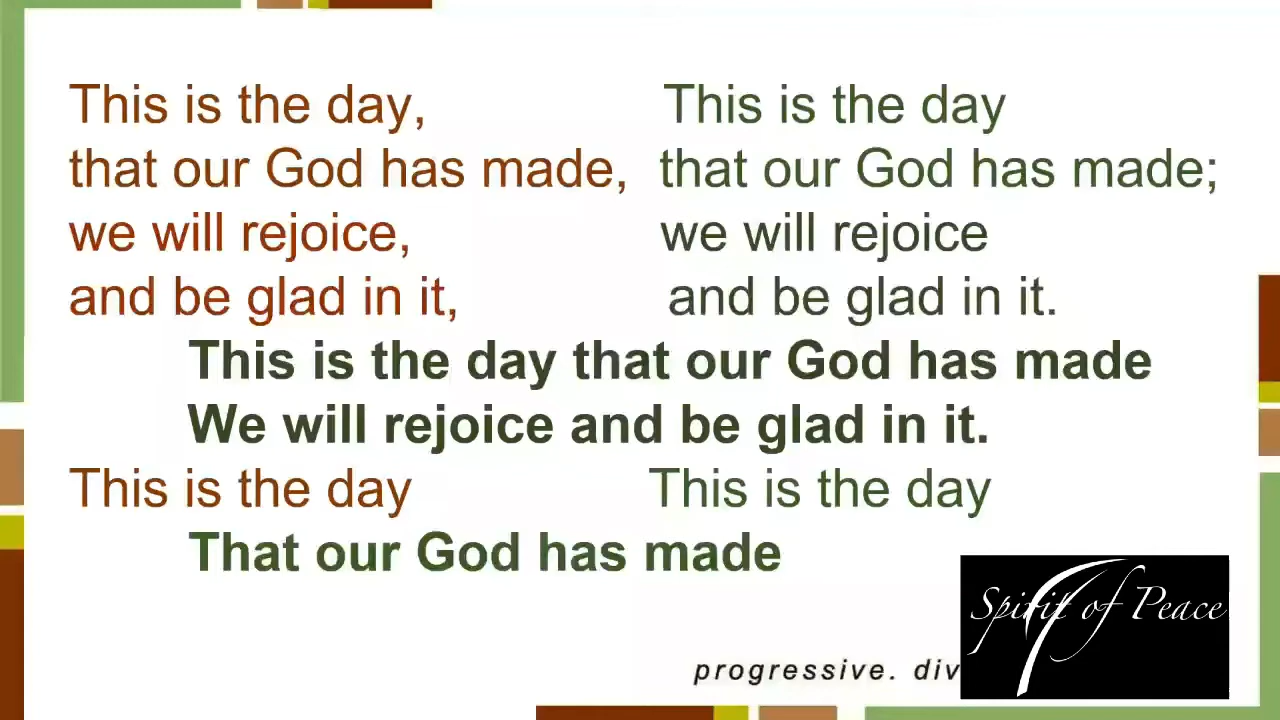 This is the day, This is the day
that our God has made, that our God has made;
we will rejoice, we will rejoice
and be glad in it, and be glad in it.
This is the day that our God has made
We will rejoice and be glad in it.
This is the day This is the day
That our God has made
Spirit of Peace
progressive. div